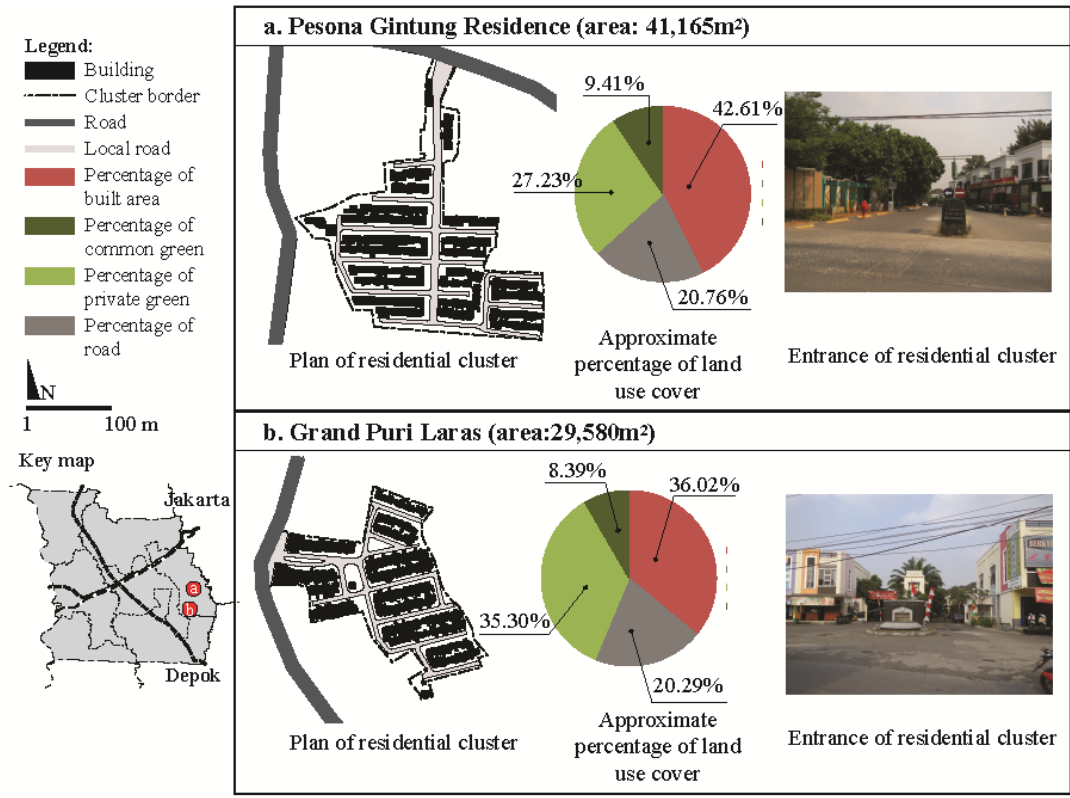 Legend:
Building
Cluster border
Road
Local road
Percentage of
built area
Percentage of
common green
Percentage of
private green
Percentage of
road
N
1 100 m
Key map
Jakarta
a
b
Depok
a. Pesona Gintung Residence (area: 41,165m²)
9.41%
42.61%
27.23%
20.76%
Plan of residential cluster
Approximate
percentage of land
use cover
Entrance of residential cluster
b. Grand Puri Laras (area:29,580m²)
8.39%
36.02%
35.30%
20.29%
Plan of residential cluster
Approximate
percentage of land
use cover
Entrance of residential cluster